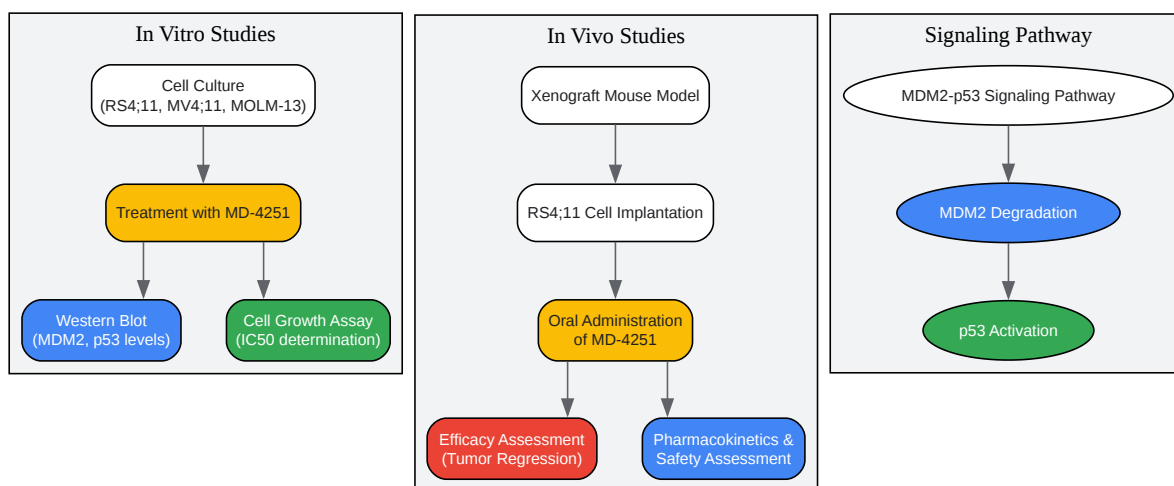 In Vitro Studies
Cell Culture
(RS4;11, MV4;11, MOLM-13)
Treatment with MD-4251
Western Blot
(MDM2, p53 levels)
Cell Growth Assay
(IC50 determination)
In Vivo Studies
Xenograft Mouse Model
RS4;11 Cell Implantation
Oral Administration
of MD-4251
Efficacy Assessment
(Tumor Regression)
Pharmacokinetics &
Safety Assessment
Signaling Pathway
MDM2-p53 Signaling Pathway
MDM2 Degradation
p53 Activation